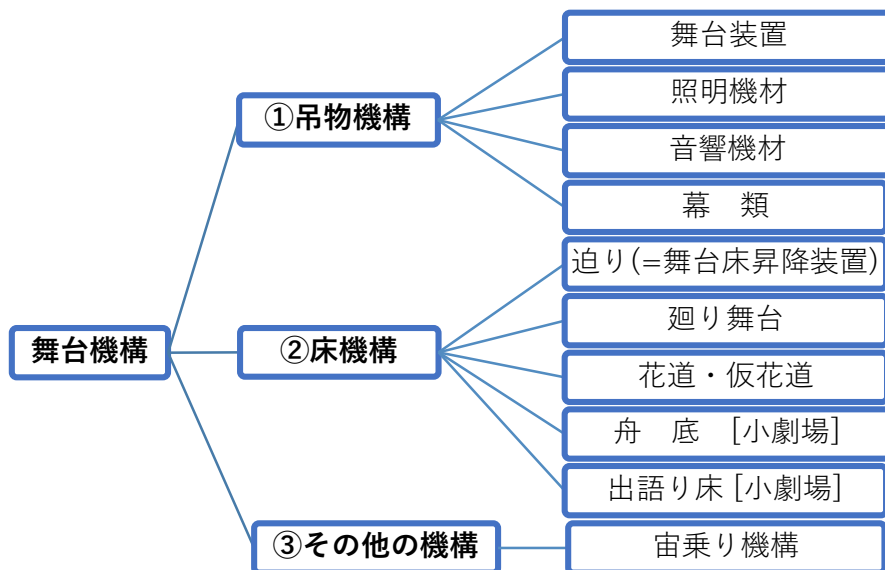 舞台機構
①吊物機構
舞台装置
照明機材
音響機材
幕　類
②床機構
迫り(=舞台床昇降装置)
廻り舞台
花道・仮花道
舟　底　[小劇場]
出語り床 [小劇場]
③その他の機構
宙乗り機構